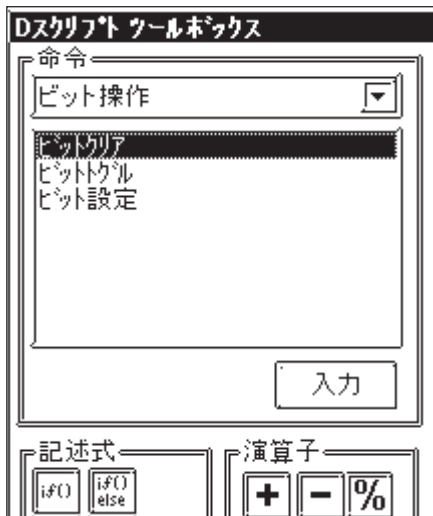 Dｽｸﾘﾌﾟﾄ ﾂｰﾙﾎﾞｯｸｽ
命令
ビット操作
ﾋﾞｯﾄｸﾘｱ
ﾋﾞｯﾄﾄｸﾞﾙ
ﾋﾞｯﾄ設定
入力
記述式
演算子
if()
if()
else
+
-
%